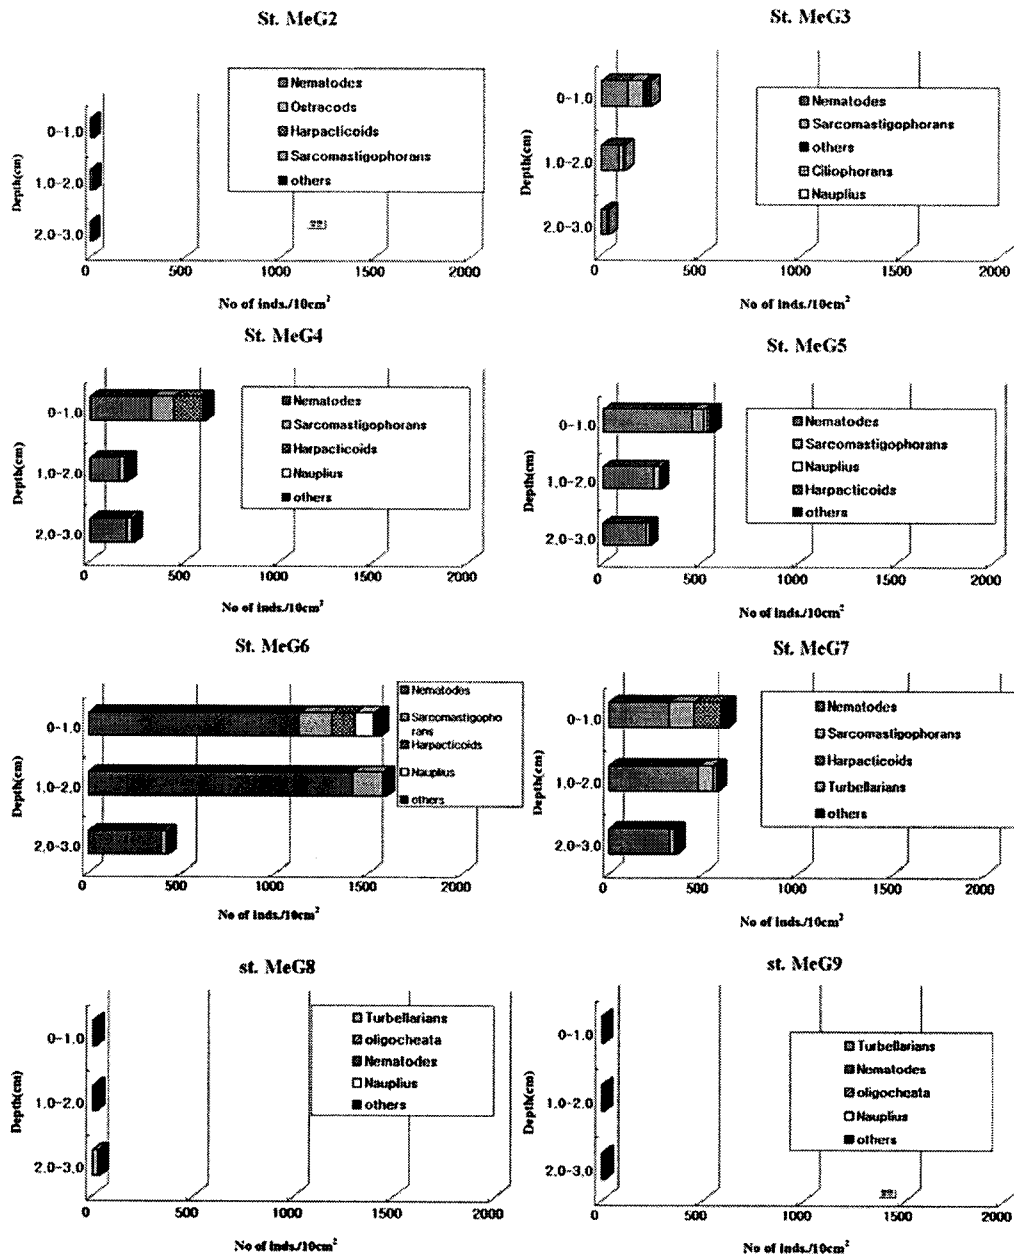 St. MeG2
Depth(cm)
0-1.0
1.0-2.0
2.0-3.0
Nematodes
Ostracods
Harpacticoids
Sarcomastigophorans
others
0 500 1000 1500 2000
No of inds./10cm²
St. MeG3
Depth(cm)
0-1.0
1.0-2.0
2.0-3.0
Nematodes
Sarcomastigophorans
others
Ciliophorans
Nauplius
0 500 1000 1500 2000
No of inds./10cm²
St. MeG4
Depth(cm)
0-1.0
1.0-2.0
2.0-3.0
Nematodes
Sarcomastigophorans
Harpacticoids
Nauplius
others
0 500 1000 1500 2000
No of inds./10cm²
St. MeG5
Depth(cm)
0-1.0
1.0-2.0
2.0-3.0
Nematodes
Sarcomastigophorans
Nauplius
Harpacticoids
others
0 500 1000 1500 2000
No of inds./10cm²
St. MeG6
Depth(cm)
0-1.0
1.0-2.0
2.0-3.0
Nematodes
Sarcomastigopho
rans
Harpacticoids
Nauplius
others
0 500 1000 1500 2000
No of inds./10cm²
St. MeG7
Depth(cm)
0-1.0
1.0-2.0
2.0-3.0
Nematodes
Sarcomastigophorans
Harpacticoids
Turbellarians
others
0 500 1000 1500 2000
No of inds./10cm²
st. MeG8
Depth(cm)
0-1.0
1.0-2.0
2.0-3.0
Turbellarians
oligocheata
Nematodes
Nauplius
others
0 500 1000 1500 2000
No of inds./10cm²
st. MeG9
Depth(cm)
0-1.0
1.0-2.0
2.0-3.0
Turbellarians
Nematodes
oligocheata
Nauplius
others
0 500 1000 1500 2000
No of inds./10cm²